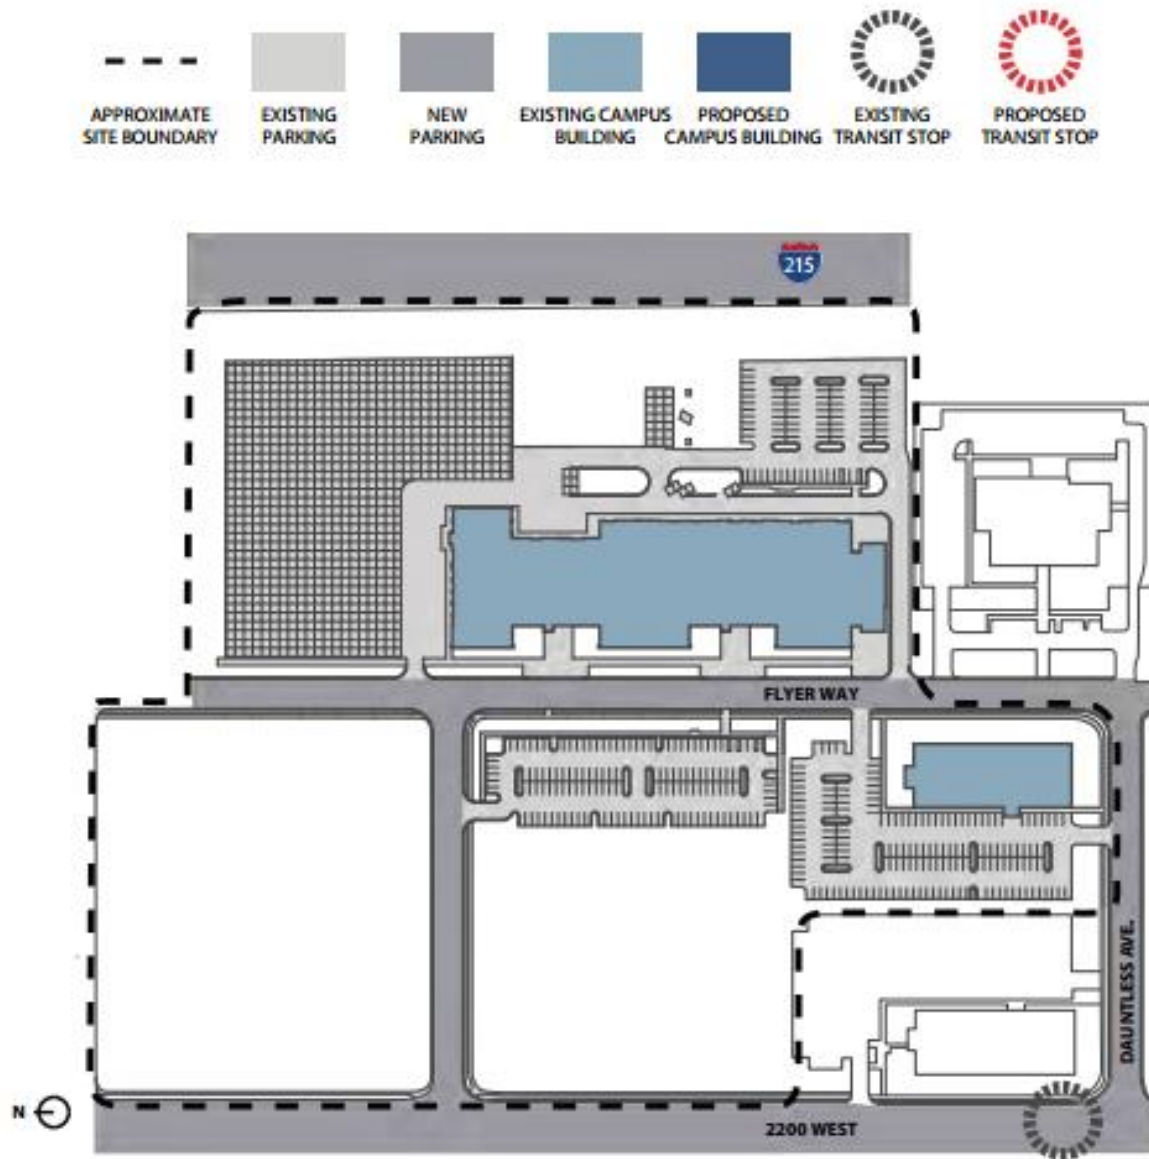 APPROXIMATE
SITE BOUNDARY
EXISTING
PARKING
NEW
PARKING
EXISTING CAMPUS
BUILDING
PROPOSED
CAMPUS BUILDING
EXISTING
TRANSIT STOP
PROPOSED
TRANSIT STOP
215
FLYER WAY
DAUNTLESS AVE.
N
2200 WEST